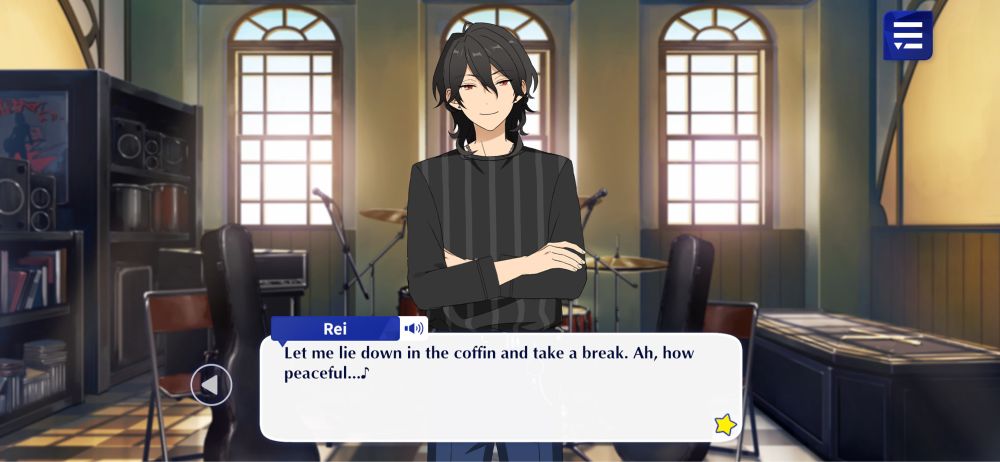 Rei
Let me lie down in the coffin and take a break. Ah, how
peaceful...♪